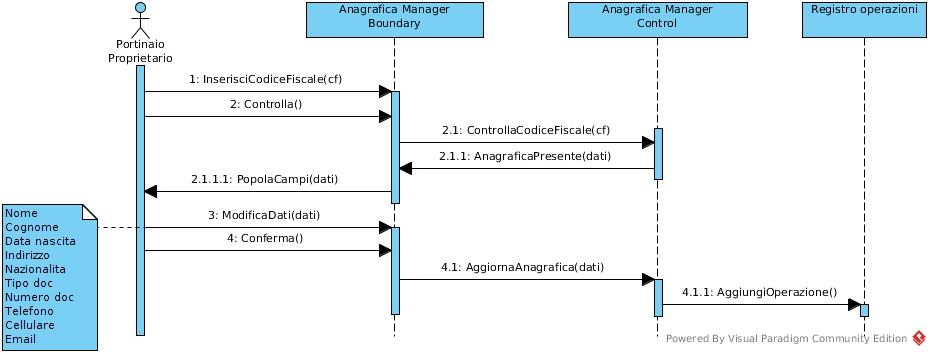 Portinaio
Proprietario
Anagrafica Manager
Boundary
Anagrafica Manager
Control
Registro operazioni
1: InserisciCodiceFiscale(cf)
2: Controlla()
2.1: ControllaCodiceFiscale(cf)
2.1.1: AnagraficaPresente(dati)
2.1.1.1: PopolaCampi(dati)
3: ModificaDati(dati)
4: Conferma()
4.1: AggiornaAnagrafica(dati)
4.1.1: AggiungiOperazione()
Nome
Cognome
Data nascita
Indirizzo
Nazionalita
Tipo doc
Numero doc
Telefono
Cellulare
Email
Powered By Visual Paradigm Community Edition